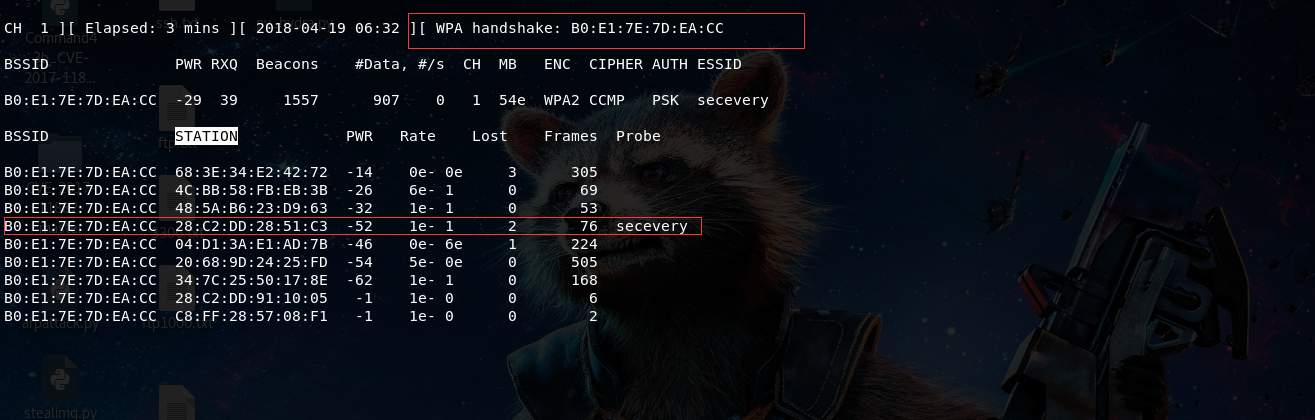 CH 1 ][ Elapsed: 3 mins ][ 2018-04-19 06:32 ][ WPA handshake: B0:E1:7E:7D:EA:CC
BSSID PWR RXQ Beacons #Data, #/s CH MB ENC CIPHER AUTH ESSID
B0:E1:7E:7D:EA:CC -29 39 1557 907 0 1 54e WPA2 CCMP PSK secevery
BSSID STATION PWR Rate Lost Frames Probe
B0:E1:7E:7D:EA:CC 68:3E:34:E2:42:72 -14 0e- 0e 3 305
B0:E1:7E:7D:EA:CC 4C:BB:58:FB:EB:3B -26 6e- 1 0 69
B0:E1:7E:7D:EA:CC 48:5A:B6:23:D9:63 -32 1e- 1 0 53
B0:E1:7E:7D:EA:CC 28:C2:DD:28:51:C3 -52 1e- 1 2 76 secevery
B0:E1:7E:7D:EA:CC 04:D1:3A:E1:AD:7B -46 0e- 6e 1 224
B0:E1:7E:7D:EA:CC 20:68:9D:24:25:FD -54 5e- 0e 0 505
B0:E1:7E:7D:EA:CC 34:7C:25:50:17:8E -62 1e- 1 0 168
B0:E1:7E:7D:EA:CC 28:C2:DD:91:10:05 -1 1e- 0 0 6
B0:E1:7E:7D:EA:CC C8:FF:28:57:08:F1 -1 1e- 0 0 2
Command4
2017-118...
arpattack.py ftp1000.txt
stealimg.py